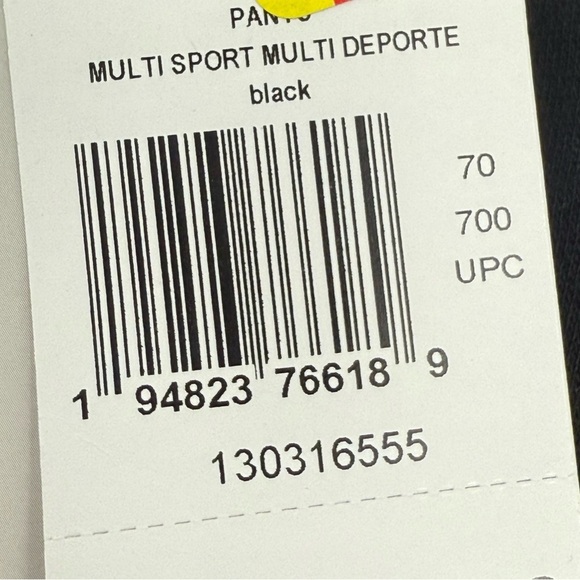 MULTI SPORT MULTI DEPORTE
black
70
700
UPC
1 94823 76618 9
130316555